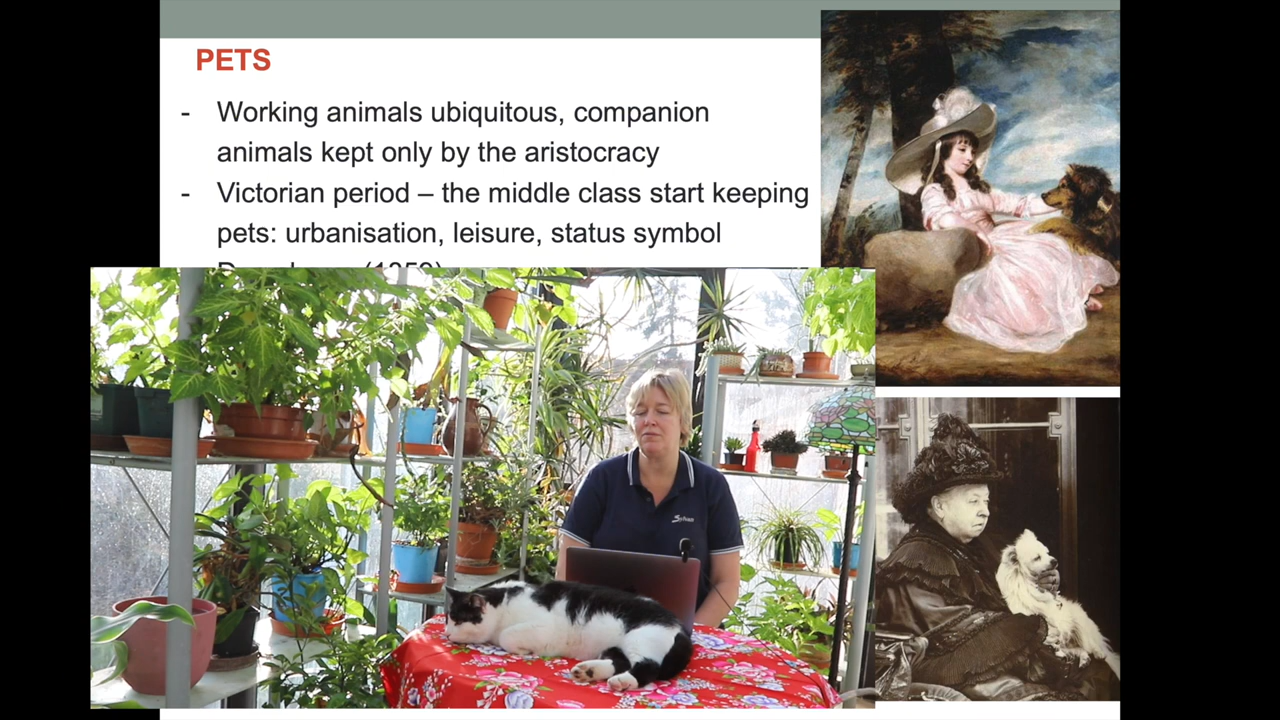 PETS
- Working animals ubiquitous, companion
animals kept only by the aristocracy
- Victorian period – the middle class start keeping
pets: urbanisation, leisure, status symbol